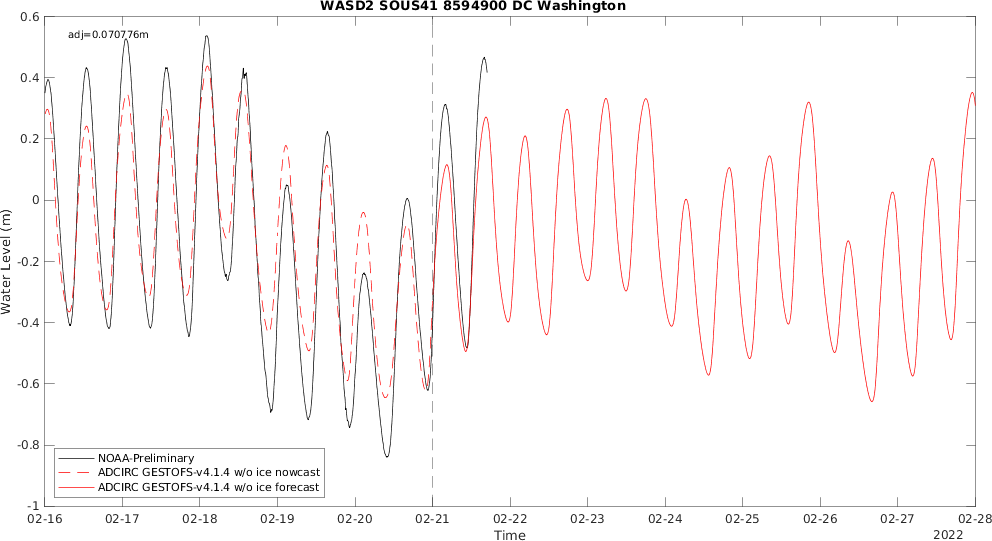 WASD2 SOUS41 8594900 DC Washington
adj=0.070776m
0.6
0.4
0.2
0
-0.2
-0.4
-0.6
-0.8
-1
Water Level (m)
NOAA-Preliminary
ADCIRC GESTOFS-v4.1.4 w/o ice nowcast
ADCIRC GESTOFS-v4.1.4 w/o ice forecast
02-16 02-17 02-18 02-19 02-20 02-21 02-22 02-23 02-24 02-25 02-26 02-27 02-28
Time
2022